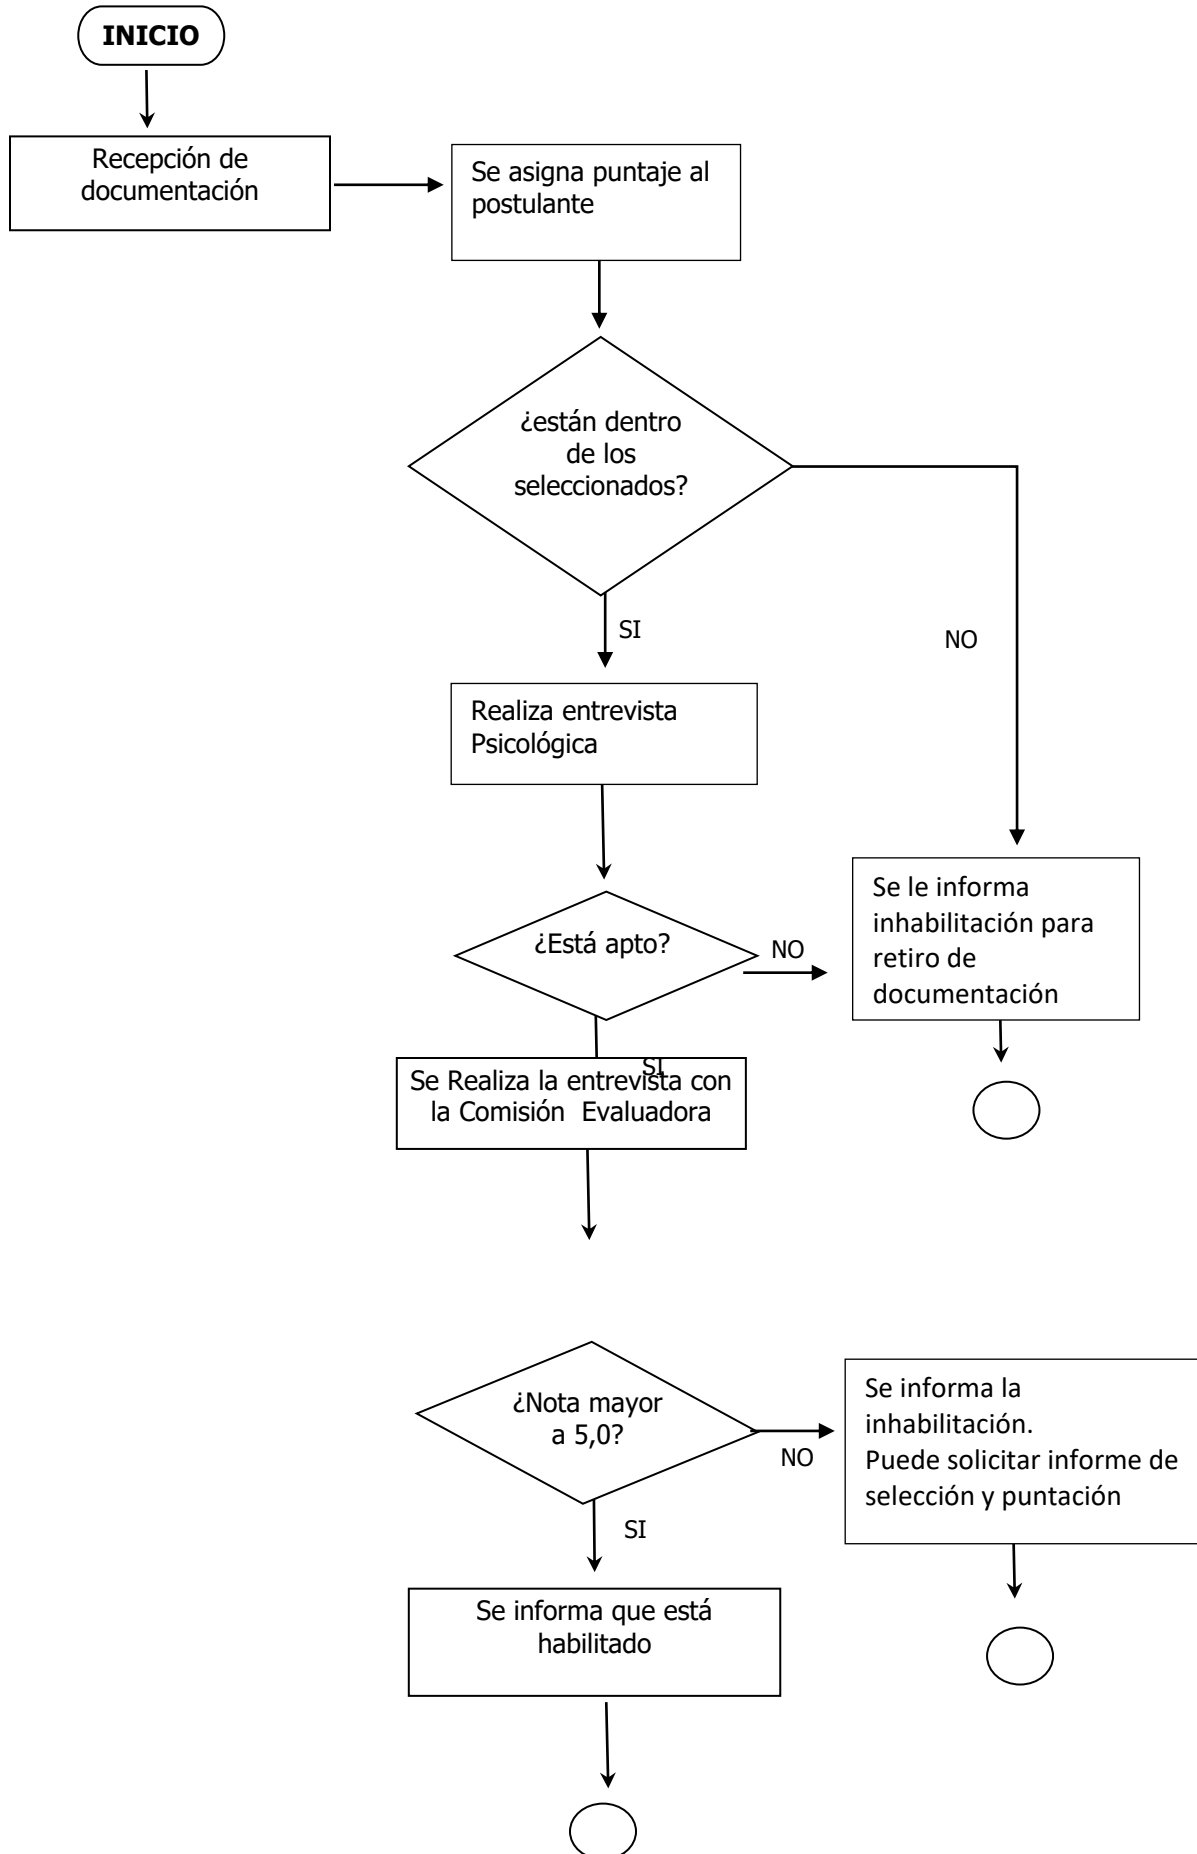 INICIO
Recepción de
documentación
Se asigna puntaje al
postulante
¿están dentro
de los
seleccionados?
SI
NO
Realiza entrevista
Psicológica
¿Está apto?
NO
Se le informa
inhabilitación para
retiro de
documentación
SI
Se Realiza la entrevista con
la Comisión Evaluadora
¿Nota mayor
a 5,0?
NO
Se informa la
inhabilitación.
Puede solicitar informe de
selección y puntación
SI
Se informa que está
habilitado